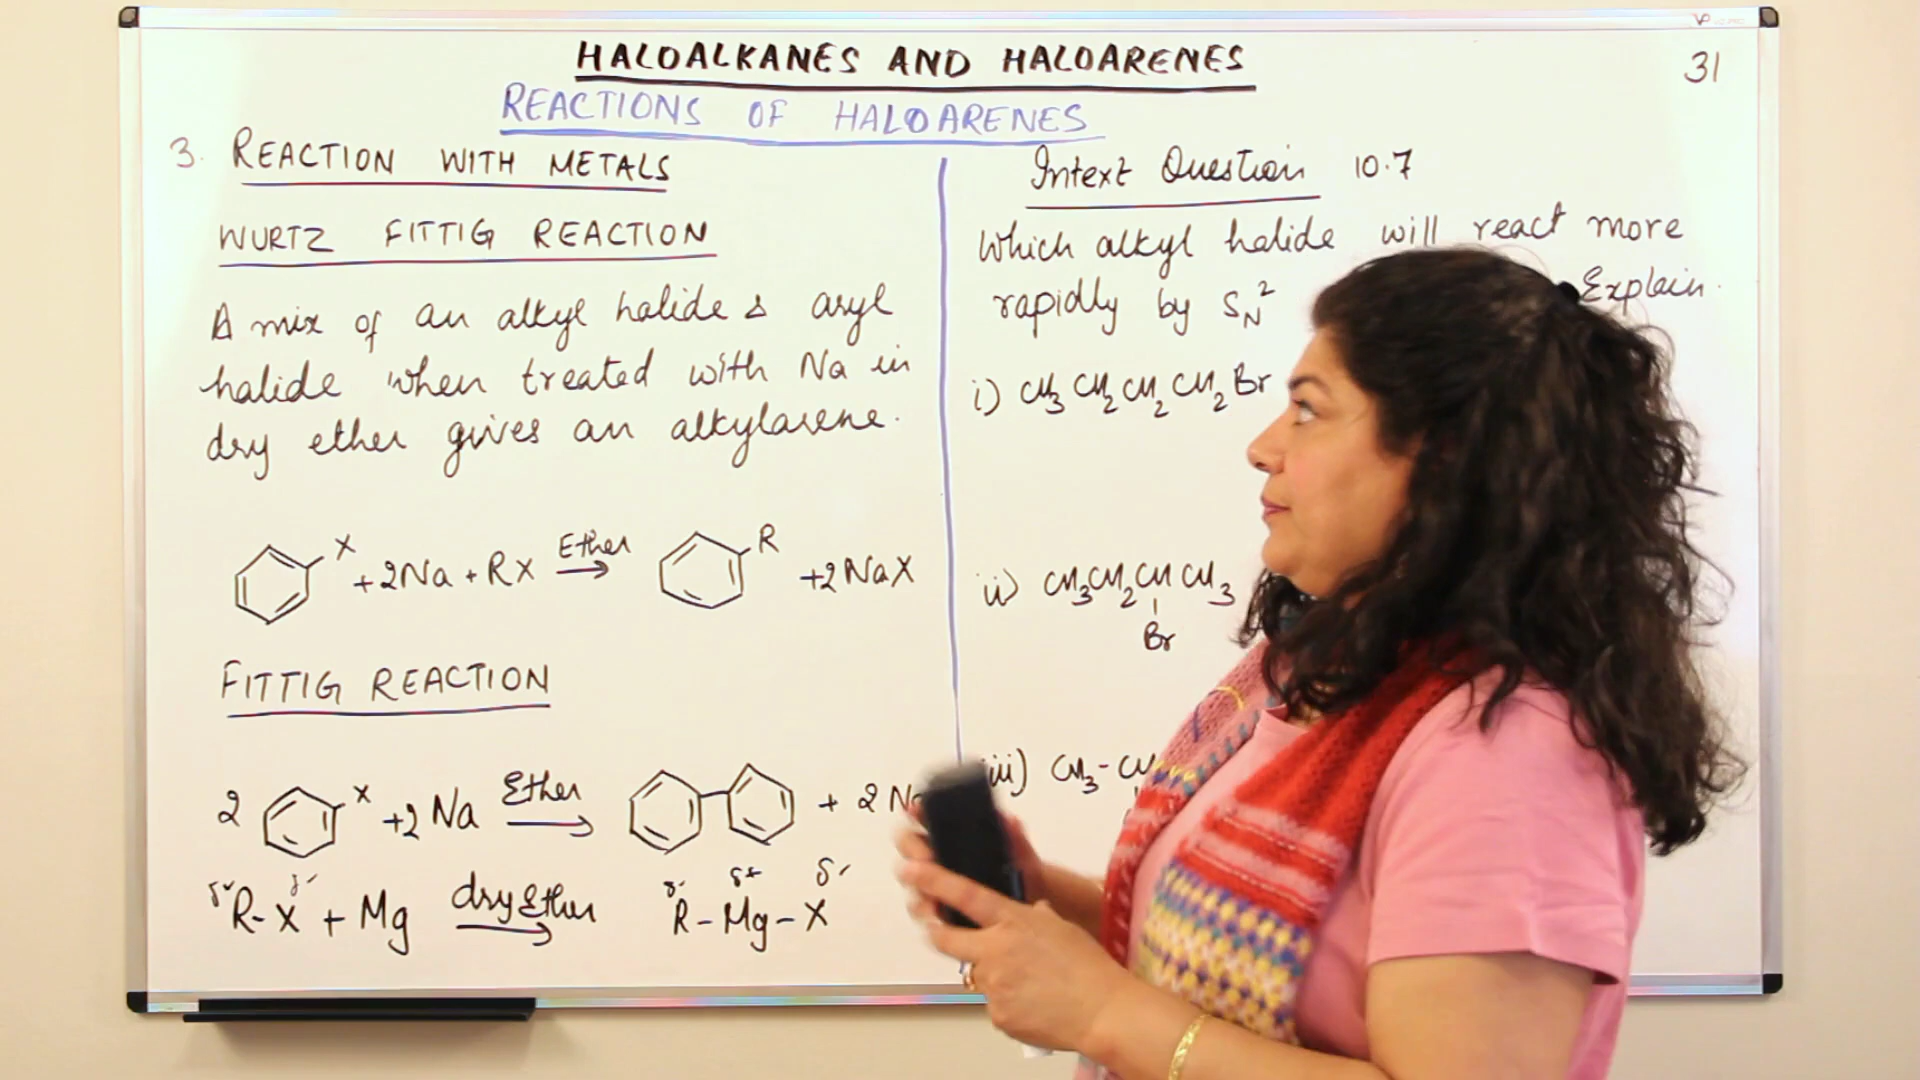 HALOALKANES AND HALOARENES
31
REACTIONS OF HALOARENES
3. REACTION WITH METALS
WURTZ FITTIG REACTION
A mix of an alkyl halide & aryl
halide when treated with Na in
dry ether gives an alkylarene.
X + 2Na + RX Ether → R + 2NaX
FITTIG REACTION
2 X + 2Na Ether → + 2 Na
R-X + Mg dry Ether → δ- δ+ δ- R-Mg-X
Intext Question 10.7
Which alkyl halide will react more
rapidly by SN2 Explain.
i) CH3CH2CH2CH2Br
ii) CH3CH2CHCH3
Br
iii) CH3-